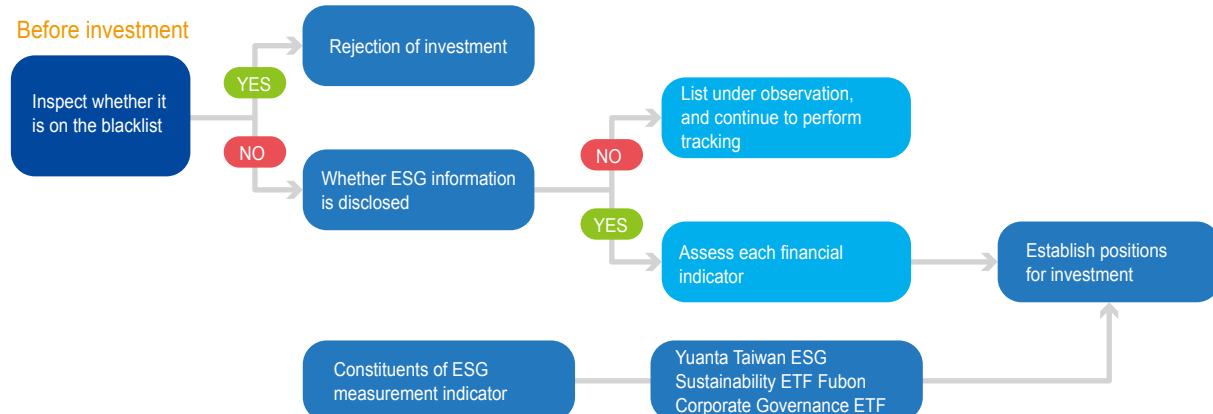 Before investment
Inspect whether it
is on the blacklist
YES
NO
Rejection of investment
Whether ESG information
is disclosed
NO
YES
List under observation,
and continue to perform
tracking
Assess each financial
indicator
Establish positions
for investment
Constituents of ESG
measurement indicator
Yuanta Taiwan ESG
Sustainability ETF Fubon
Corporate Governance ETF